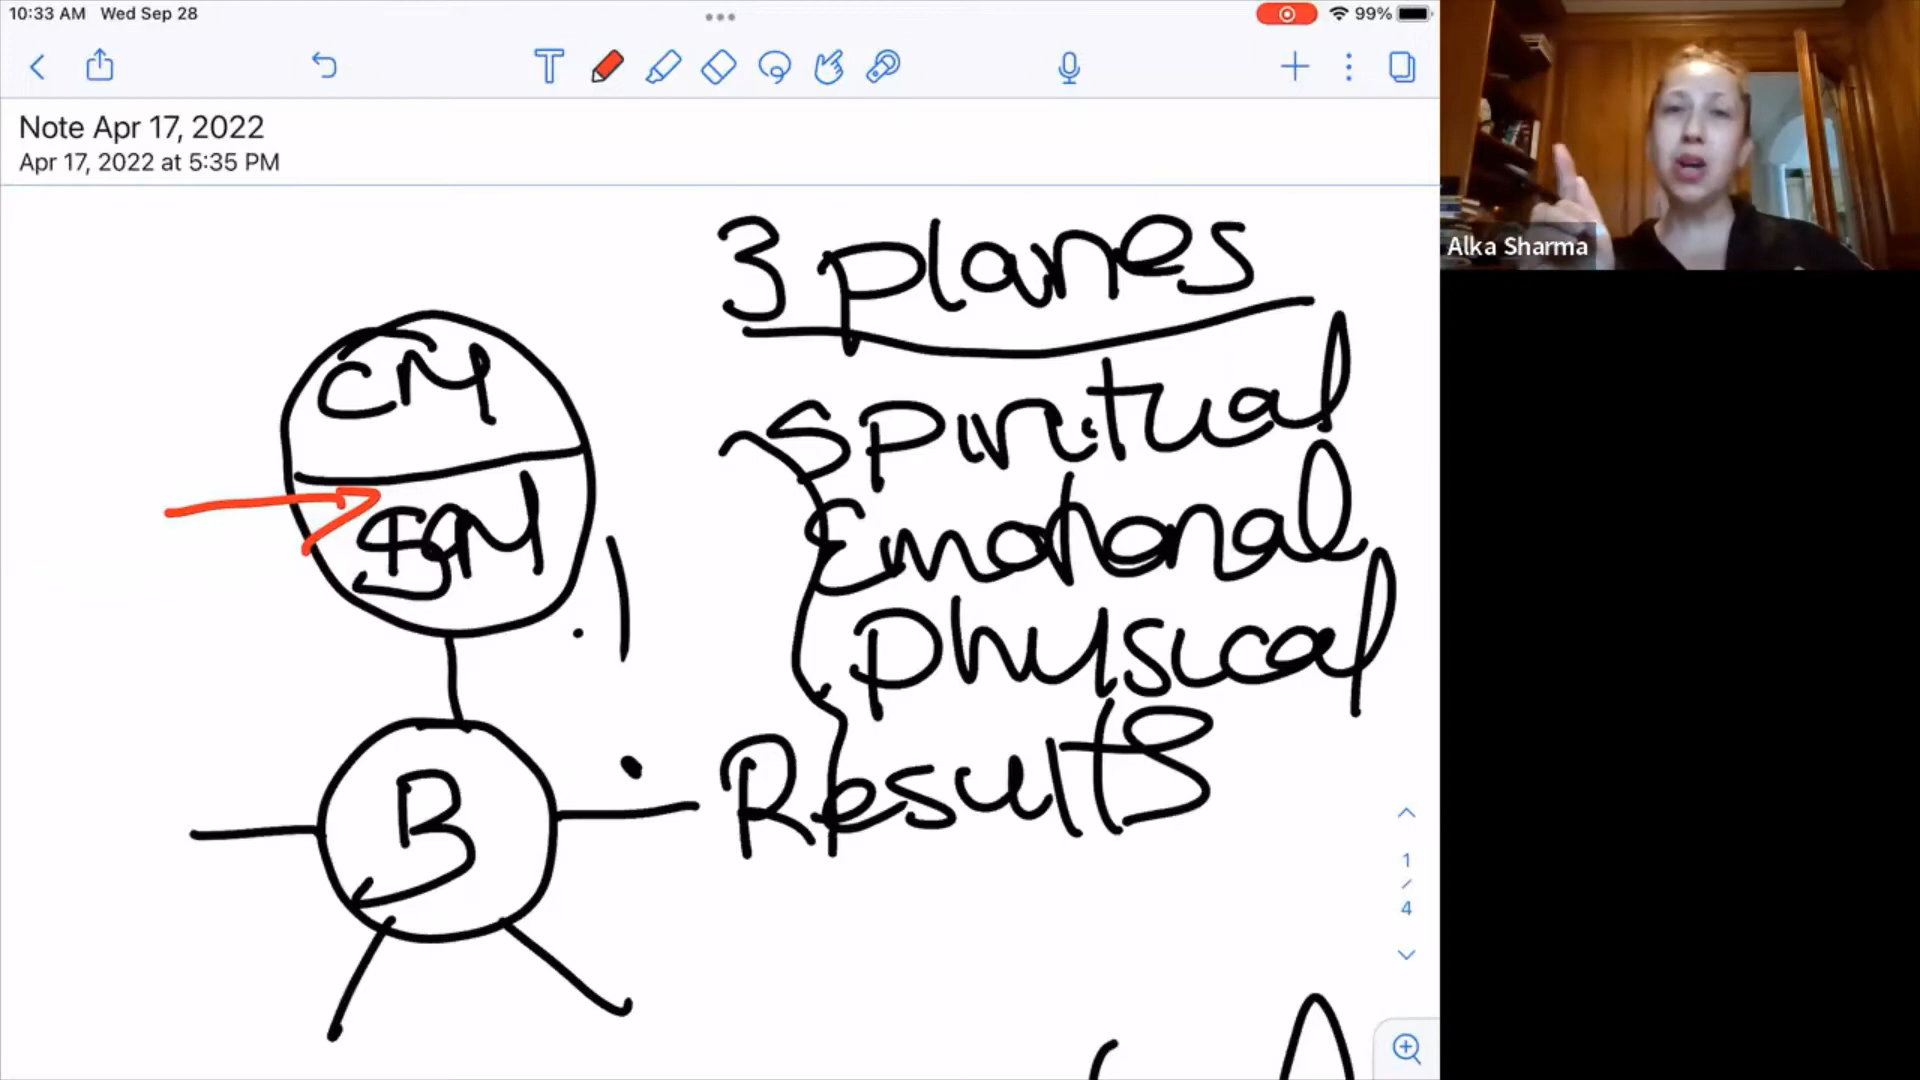 10:33 AM Wed Sep 28
99%
Note Apr 17, 2022
Apr 17, 2022 at 5:35 PM
Alka Sharma
3 planes
Spiritual
Emotional
Physical
Results
CM
B
1
/
4